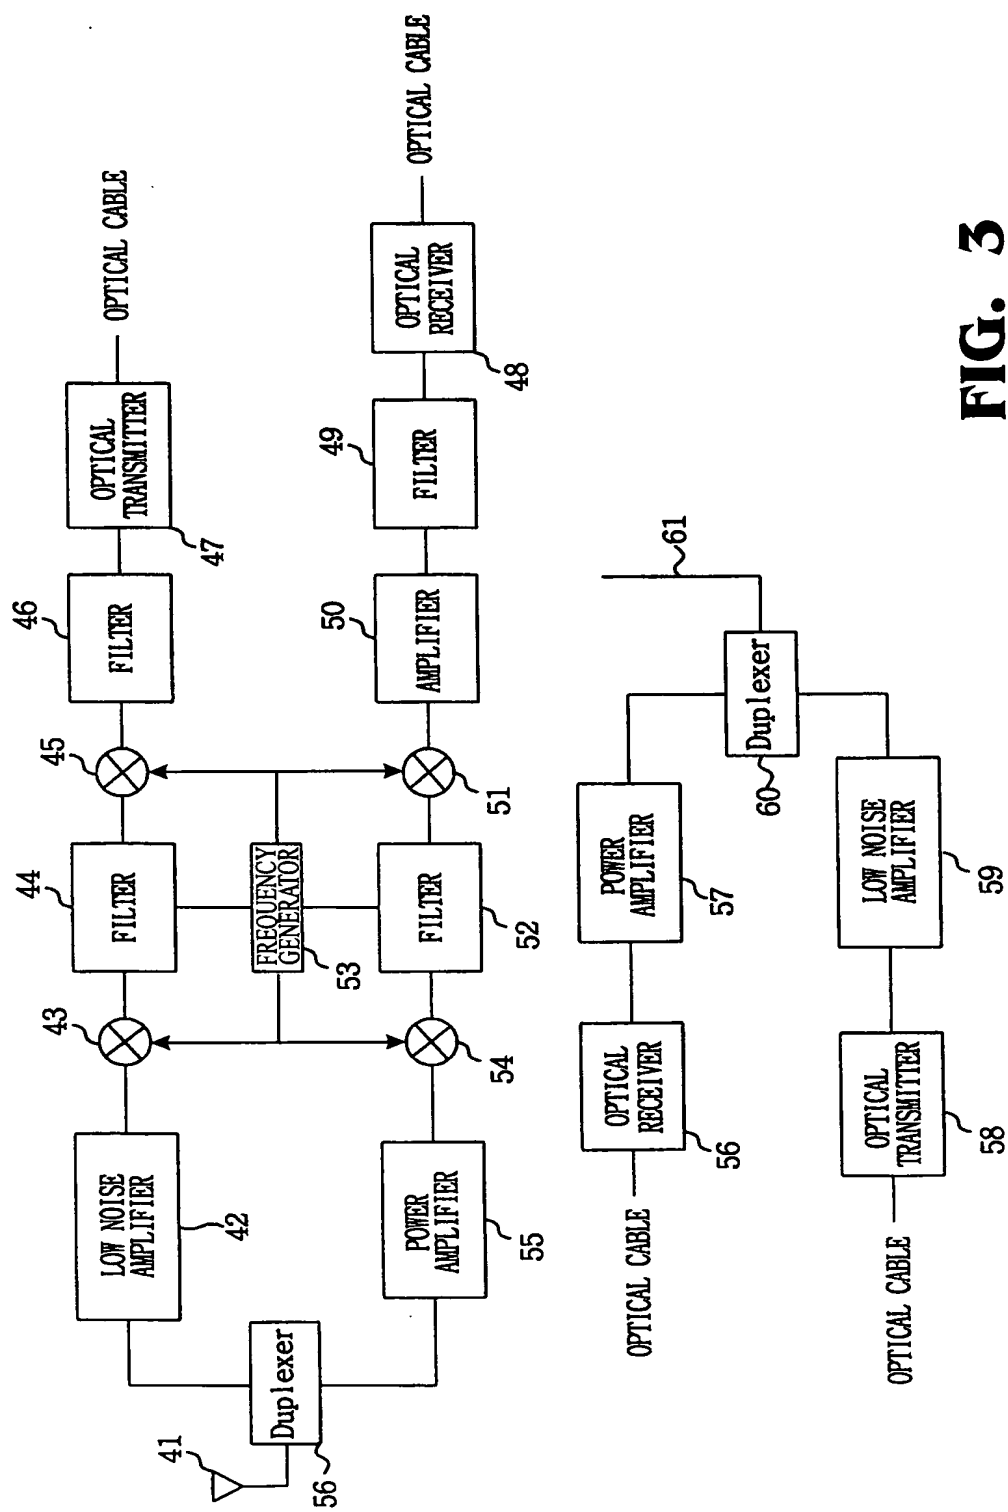 OPTICAL CABLE
46
FILTER
OPTICAL
TRANSMITTER
47
45
44
FILTER
43
LOW NOISE
AMPLIFIER
42
41
Duplexer
56
FREQUENCY
GENERATOR
53
POWER
AMPLIFIER
55
54
FILTER
52
51
50
AMPLIFIER
49
FILTER
OPTICAL
RECEIVER
48
OPTICAL CABLE
OPTICAL CABLE
OPTICAL
RECEIVER
56
POWER
AMPLIFIER
57
Duplexer
60
61
OPTICAL CABLE
OPTICAL
TRANSMITTER
58
LOW NOISE
AMPLIFIER
59
FIG. 3